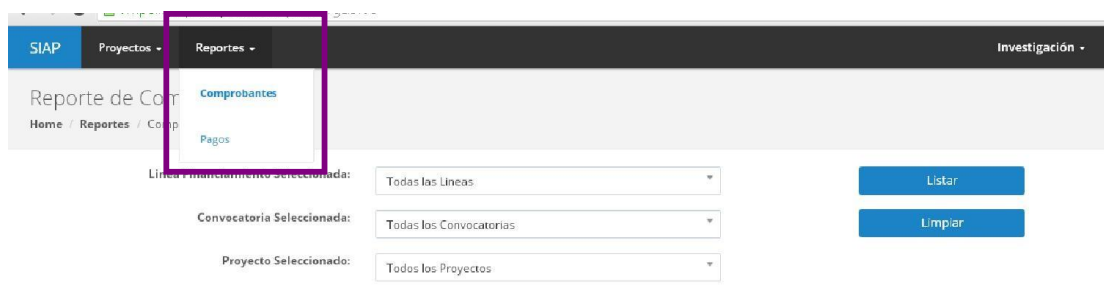 SIAP Proyectos Reportes Investigación
Comprobantes
Reporte de Com
Home / Reportes / Comp
Pagos
Linea Financiamiento Seleccionada: Todas las Lineas Listar
Convocatoria Seleccionada: Todas los Convocatorias Limpiar
Proyecto Seleccionado: Todos los Proyectos